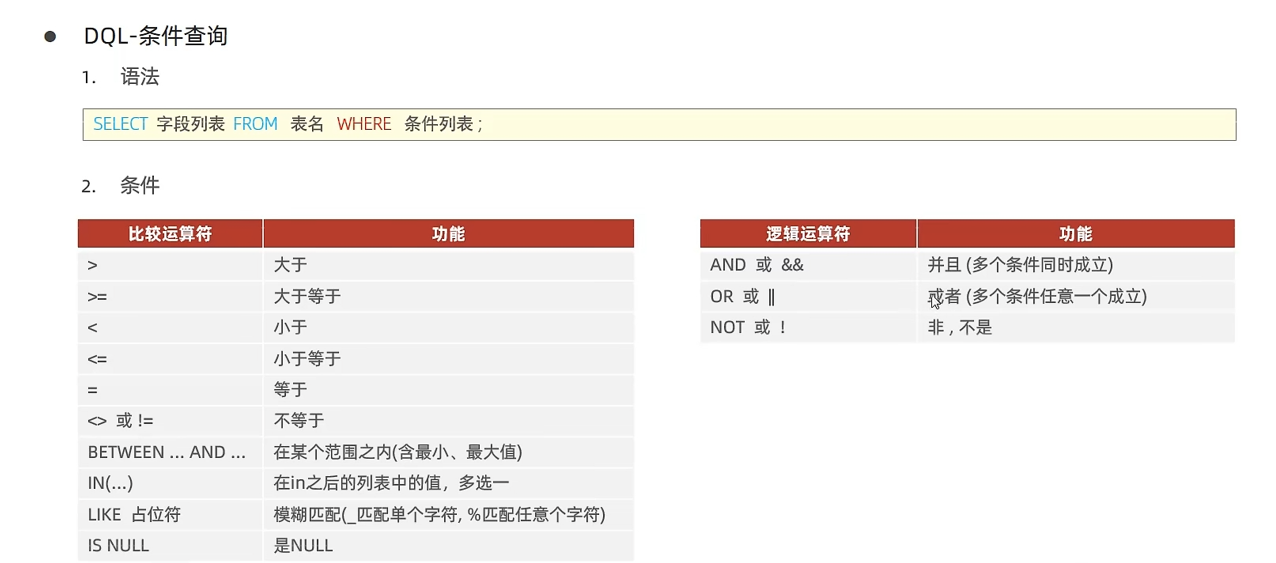 ● DQL-条件查询
1. 语法
SELECT 字段列表 FROM 表名 WHERE 条件列表 ;
2. 条件
比较运算符 功能
> 大于
>= 大于等于
< 小于
<= 小于等于
= 等于
<> 或 != 不等于
BETWEEN ... AND ... 在某个范围之内(含最小、最大值)
IN(...) 在in之后的列表中的值，多选一
LIKE 占位符 模糊匹配(_匹配单个字符, %匹配任意个字符)
IS NULL 是NULL
逻辑运算符 功能
AND 或 && 并且 (多个条件同时成立)
OR 或 || 或者 (多个条件任意一个成立)
NOT 或 ! 非 , 不是